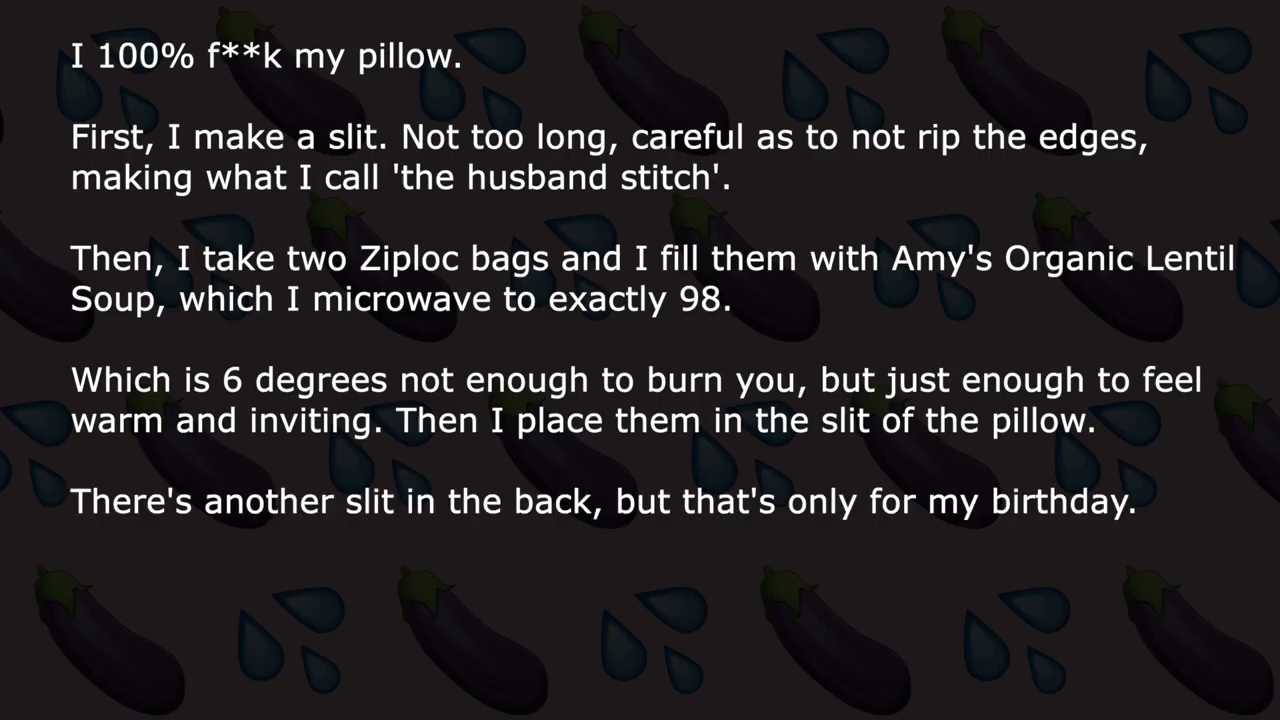 I 100% f**k my pillow.
First, I make a slit. Not too long, careful as to not rip the edges,
making what I call 'the husband stitch'.
Then, I take two Ziploc bags and I fill them with Amy's Organic Lentil
Soup, which I microwave to exactly 98.
Which is 6 degrees not enough to burn you, but just enough to feel
warm and inviting. Then I place them in the slit of the pillow.
There's another slit in the back, but that's only for my birthday.